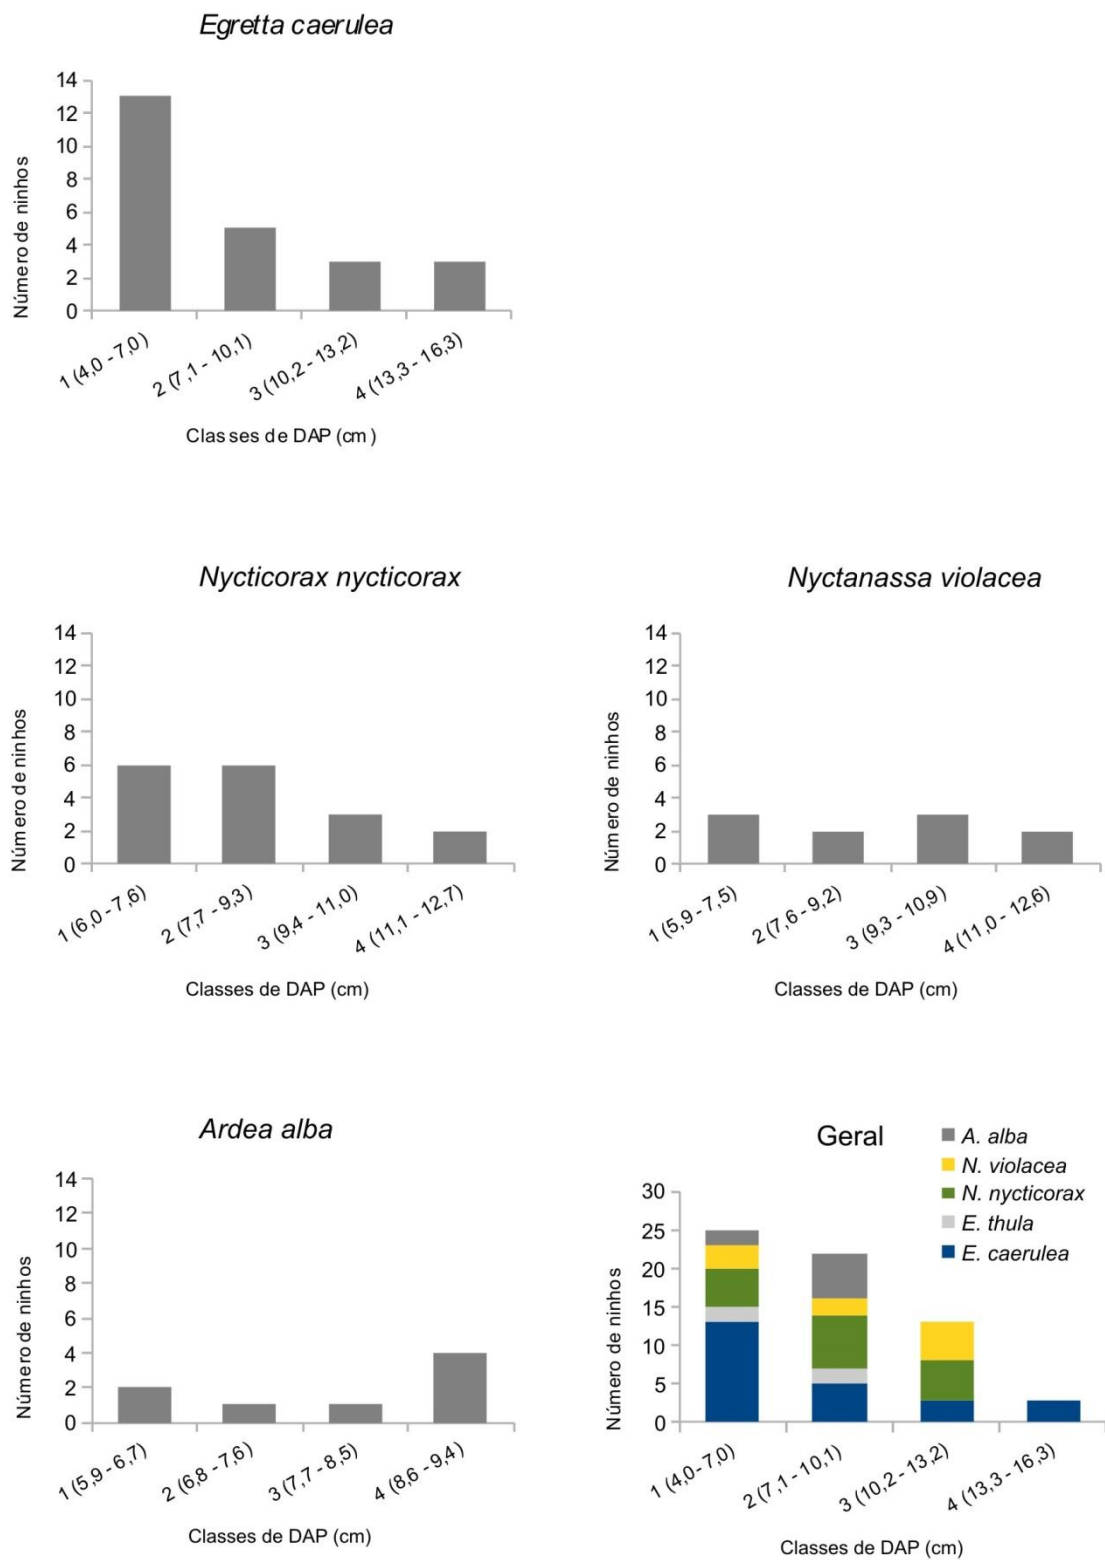 Egretta caerulea
Número de ninhos
14
12
10
8
6
4
2
0
1 (4,0 - 7,0)
2 (7,1 - 10,1)
3 (10,2 - 13,2)
4 (13,3 - 16,3)
Classes de DAP (cm)
Nycticorax nycticorax
Número de ninhos
14
12
10
8
6
4
2
0
1 (6,0 - 7,6)
2 (7,7 - 9,3)
3 (9,4 - 11,0)
4 (11,1 - 12,7)
Classes de DAP (cm)
Nyctanassa violacea
Número de ninhos
14
12
10
8
6
4
2
0
1 (5,9 - 7,5)
2 (7,6 - 9,2)
3 (9,3 - 10,9)
4 (11,0 - 12,6)
Classes de DAP (cm)
Ardea alba
Número de ninhos
14
12
10
8
6
4
2
0
1 (5,9 - 6,7)
2 (6,8 - 7,6)
3 (7,7 - 8,5)
4 (8,6 - 9,4)
Classes de DAP (cm)
Geral
A. alba
N. violacea
N. nycticorax
E. thula
E. caerulea
Número de ninhos
30
25
20
15
10
5
0
1 (4,0 - 7,0)
2 (7,1 - 10,1)
3 (10,2 - 13,2)
4 (13,3 - 16,3)
Classes de DAP (cm)